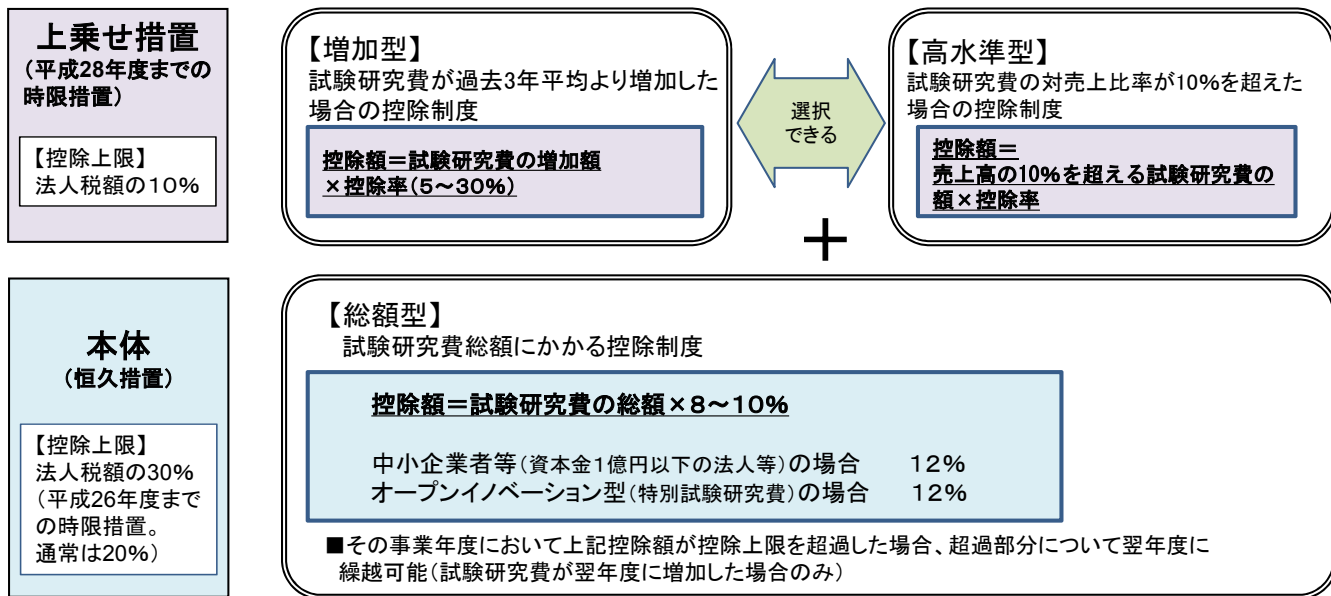 上乗せ措置
(平成28年度までの
時限措置)
【控除上限】
法人税額の10%
【増加型】
試験研究費が過去3年平均より増加した
場合の控除制度
控除額=試験研究費の増加額
×控除率(5~30%)
選択
できる
【高水準型】
試験研究費の対売上比率が10%を超えた
場合の控除制度
控除額=
売上高の10%を超える試験研究費の
額×控除率
+
本体
(恒久措置)
【控除上限】
法人税額の30%
(平成26年度まで
の時限措置。
通常は20%)
【総額型】
試験研究費総額にかかる控除制度
控除額=試験研究費の総額×8~10%
中小企業者等(資本金1億円以下の法人等)の場合 12%
オープンイノベーション型(特別試験研究費)の場合 12%
■その事業年度において上記控除額が控除上限を超過した場合、超過部分について翌年度に
繰越可能(試験研究費が翌年度に増加した場合のみ)